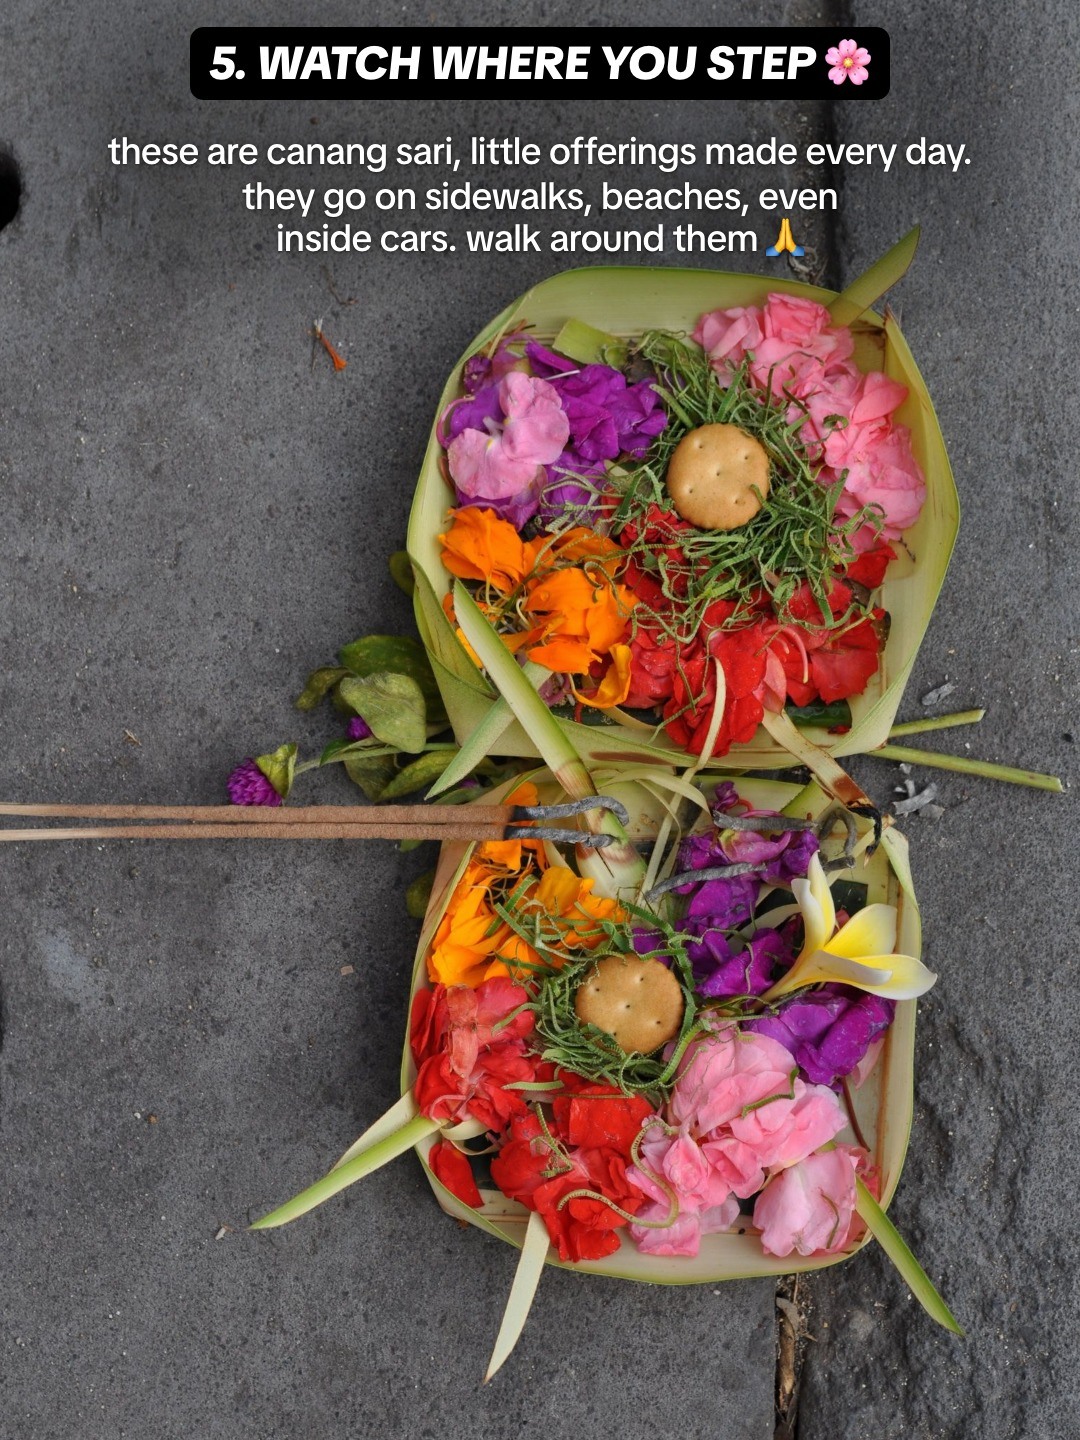 5. WATCH WHERE YOU STEP🌸
these are canang sari, little offerings made every day.
they go on sidewalks, beaches, even
inside cars. walk around them 🙏